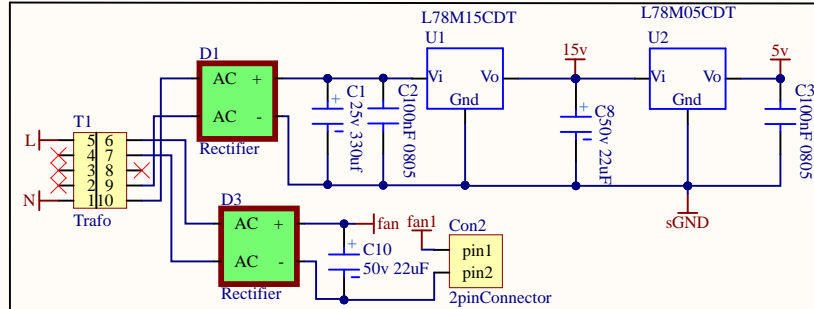 L78M15CDT
L78M05CDT
D1
U1
15v
U2
5v
AC +
AC -
Vi Vo
Gnd
Vi Vo
Gnd
C1
25v 330uf
C2
100nF 0805
C8
50v 22uF
C3
100nF 0805
Rectifier
T1
L
5 6
4 7
3 8
2 9
1 10
N
Trafo
D3
AC +
AC -
Rectifier
fan
C10
50v 22uF
fan1
Con2
pin1
pin2
2pinConnector
sGND